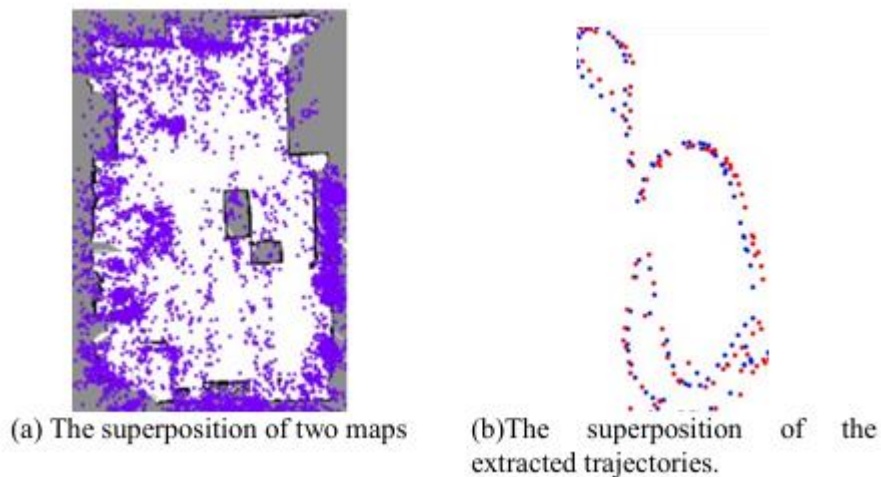 (a) The superposition of two maps
(b)The superposition of the
extracted trajectories.